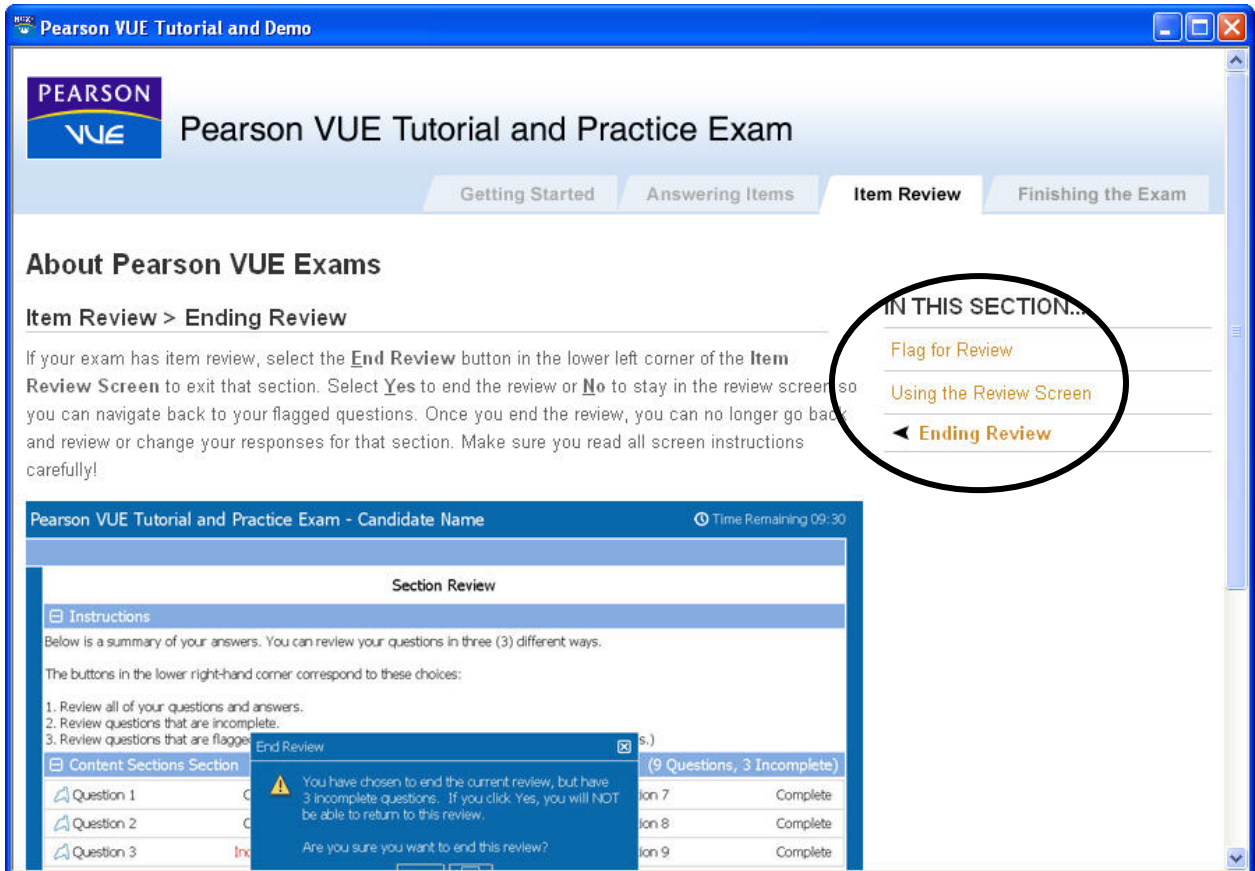 Pearson VUE Tutorial and Demo
PEARSON
VUE
Pearson VUE Tutorial and Practice Exam
Getting Started
Answering Items
Item Review
Finishing the Exam
About Pearson VUE Exams
Item Review > Ending Review
If your exam has item review, select the End Review button in the lower left corner of the Item
Review Screen to exit that section. Select Yes to end the review or No to stay in the review screen so
you can navigate back to your flagged questions. Once you end the review, you can no longer go back
and review or change your responses for that section. Make sure you read all screen instructions
carefully!
IN THIS SECTION...
Flag for Review
Using the Review Screen
Ending Review
Pearson VUE Tutorial and Practice Exam - Candidate Name
Time Remaining 09:30
Section Review
Instructions
Below is a summary of your answers. You can review your questions in three (3) different ways.
The buttons in the lower right-hand corner correspond to these choices:
1. Review all of your questions and answers.
2. Review questions that are incomplete.
3. Review questions that are flagge
s.)
Content Sections Section
(9 Questions, 3 Incomplete)
Question 1
ion 7 Complete
Question 2
ion 8 Complete
Question 3
ion 9 Complete
End Review
You have chosen to end the current review, but have
3 incomplete questions. If you click Yes, you will NOT
be able to return to this review.
Are you sure you want to end this review?